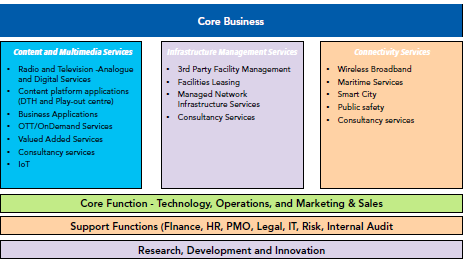 Core Business
Content and Multimedia Services
• Radio and Television -Analogue
and Digital Services
• Content platform applications
(DTH and Play-out centre)
• Business Applications
• OTT/OnDemand Services
• Valued Added Services
• Consultancy services
• IoT
Infrastructure Management Services
• 3rd Party Facility Management
• Facilities Leasing
• Managed Network
Infrastructure Services
• Consultancy Services
Connectivity Services
• Wireless Broadband
• Maritime Services
• Smart City
• Public safety
• Consultancy services
Core Function - Technology, Operations, and Marketing & Sales
Support Functions (FInance, HR, PMO, Legal, IT, Risk, Internal Audit
Research, Development and Innovation